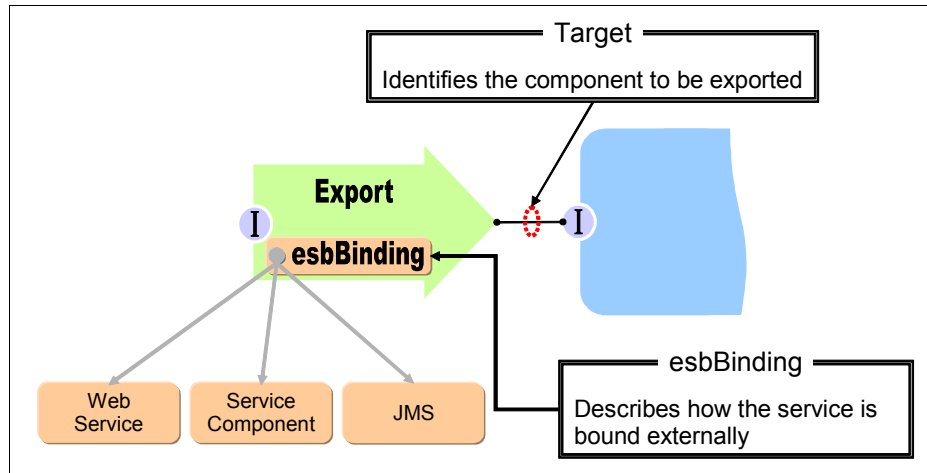 Target
Identifies the component to be exported
Export
I
I
esbBinding
esbBinding
Describes how the service is
bound externally
Web
Service
Service
Component
JMS